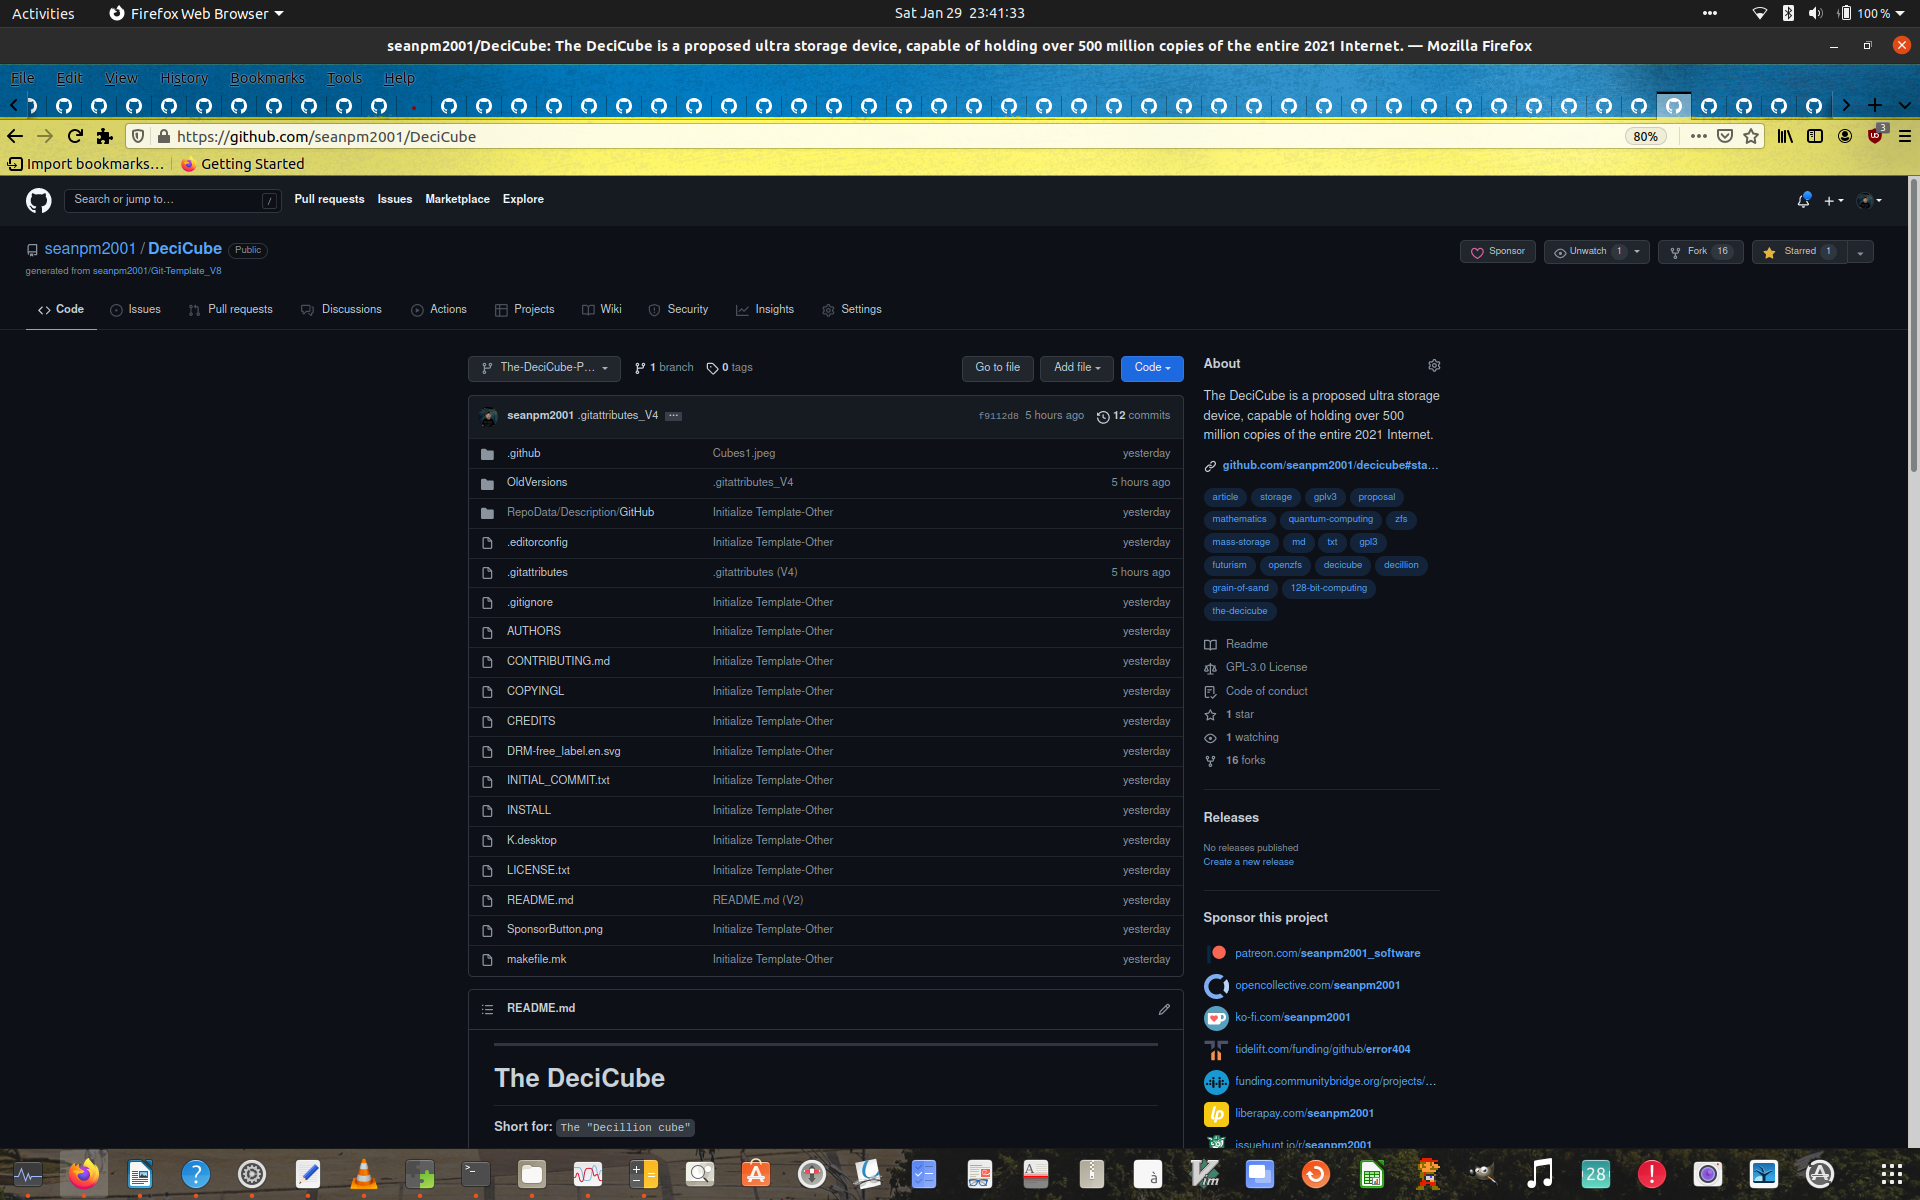 Activities Firefox Web Browser Sat Jan 29 23:41:33 100 %
seanpm2001/DeciCube: The DeciCube is a proposed ultra storage device, capable of holding over 500 million copies of the entire 2021 Internet. — Mozilla Firefox
File Edit View History Bookmarks Tools Help
https://github.com/seanpm2001/DeciCube 80% 3
Import bookmarks... Getting Started
Search or jump to... / Pull requests Issues Marketplace Explore
seanpm2001 / DeciCube Public Sponsor Unwatch 1 Fork 16 Starred 1
generated from seanpm2001/Git-Template_V8
Code Issues Pull requests Discussions Actions Projects Wiki Security Insights Settings
The-DeciCube-P... 1 branch 0 tags Go to file Add file Code
seanpm2001 .gitattributes_V4 ... f9112d8 5 hours ago 12 commits
.github Cubes1.jpeg yesterday
OldVersions .gitattributes_V4 5 hours ago
RepoData/Description/GitHub Initialize Template-Other yesterday
.editorconfig Initialize Template-Other yesterday
.gitattributes .gitattributes (V4) 5 hours ago
.gitignore Initialize Template-Other yesterday
AUTHORS Initialize Template-Other yesterday
CONTRIBUTING.md Initialize Template-Other yesterday
COPYINGL Initialize Template-Other yesterday
CREDITS Initialize Template-Other yesterday
DRM-free_label.en.svg Initialize Template-Other yesterday
INITIAL_COMMIT.txt Initialize Template-Other yesterday
INSTALL Initialize Template-Other yesterday
K.desktop Initialize Template-Other yesterday
LICENSE.txt Initialize Template-Other yesterday
README.md README.md (V2) yesterday
SponsorButton.png Initialize Template-Other yesterday
makefile.mk Initialize Template-Other yesterday
README.md
The DeciCube
Short for: The "Decillion cube"
About
The DeciCube is a proposed ultra storage
device, capable of holding over 500
million copies of the entire 2021 Internet.
github.com/seanpm2001/decicube#sta...
article storage gplv3 proposal
mathematics quantum-computing zfs
mass-storage md txt gpl3
futurism openzfs decicube decillion
grain-of-sand 128-bit-computing
the-decicube
Readme
GPL-3.0 License
Code of conduct
1 star
1 watching
16 forks
Releases
No releases published
Create a new release
Sponsor this project
patreon.com/seanpm2001_software
opencollective.com/seanpm2001
ko-fi.com/seanpm2001
tidelift.com/funding/github/error404
funding.communitybridge.org/projects/...
liberapay.com/seanpm2001
issuehunt.io/r/seanpm2001
28